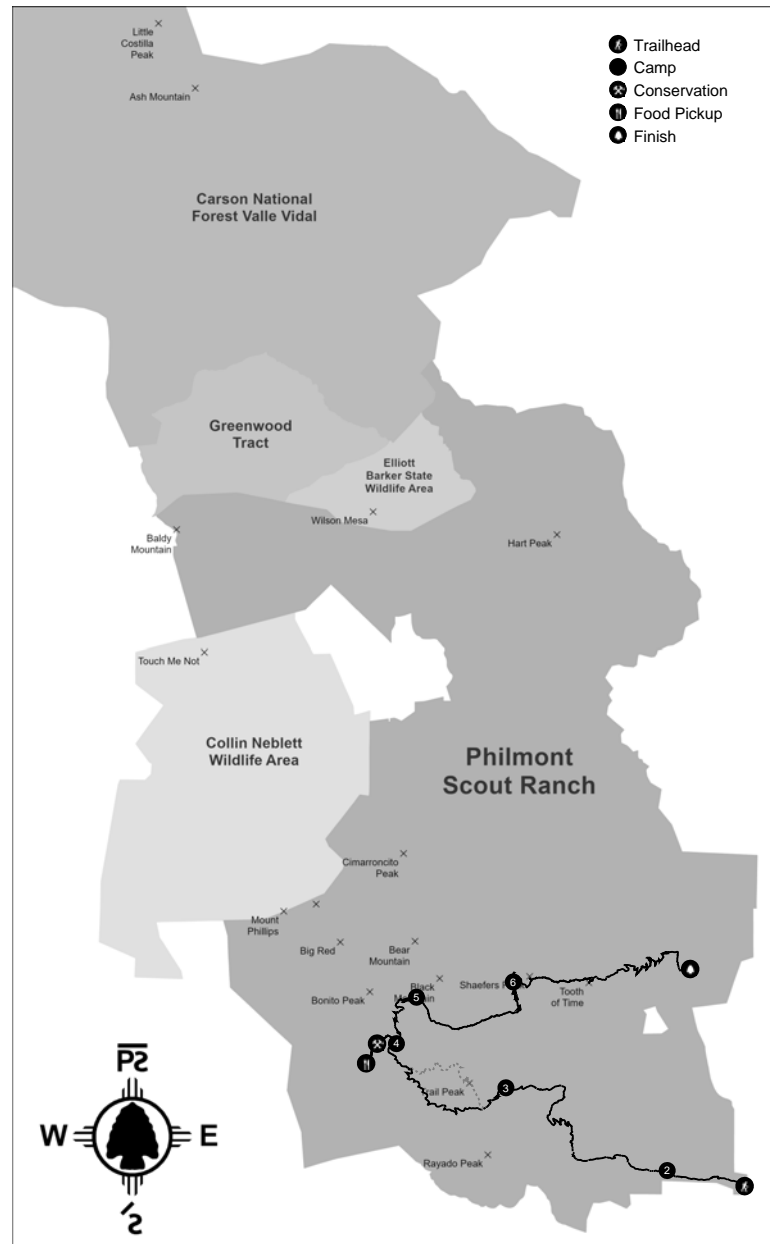 Little
Costilla
Peak
Ash Mountain
Trailhead
Camp
Conservation
Food Pickup
Finish
Carson National
Forest Valle Vidal
Greenwood
Tract
Elliott
Barker State
Wildlife Area
Wilson Mesa
Baldy
Mountain
Hart Peak
Touch Me Not
Collin Neblett
Wildlife Area
Philmont
Scout Ranch
Cimarroncito
Peak
Mount
Phillips
Big Red
Bear
Mountain
Black
Bonito Peak
5
6
Shaefers
Tooth
of Time
4
3
Rayado Peak
2
W
E